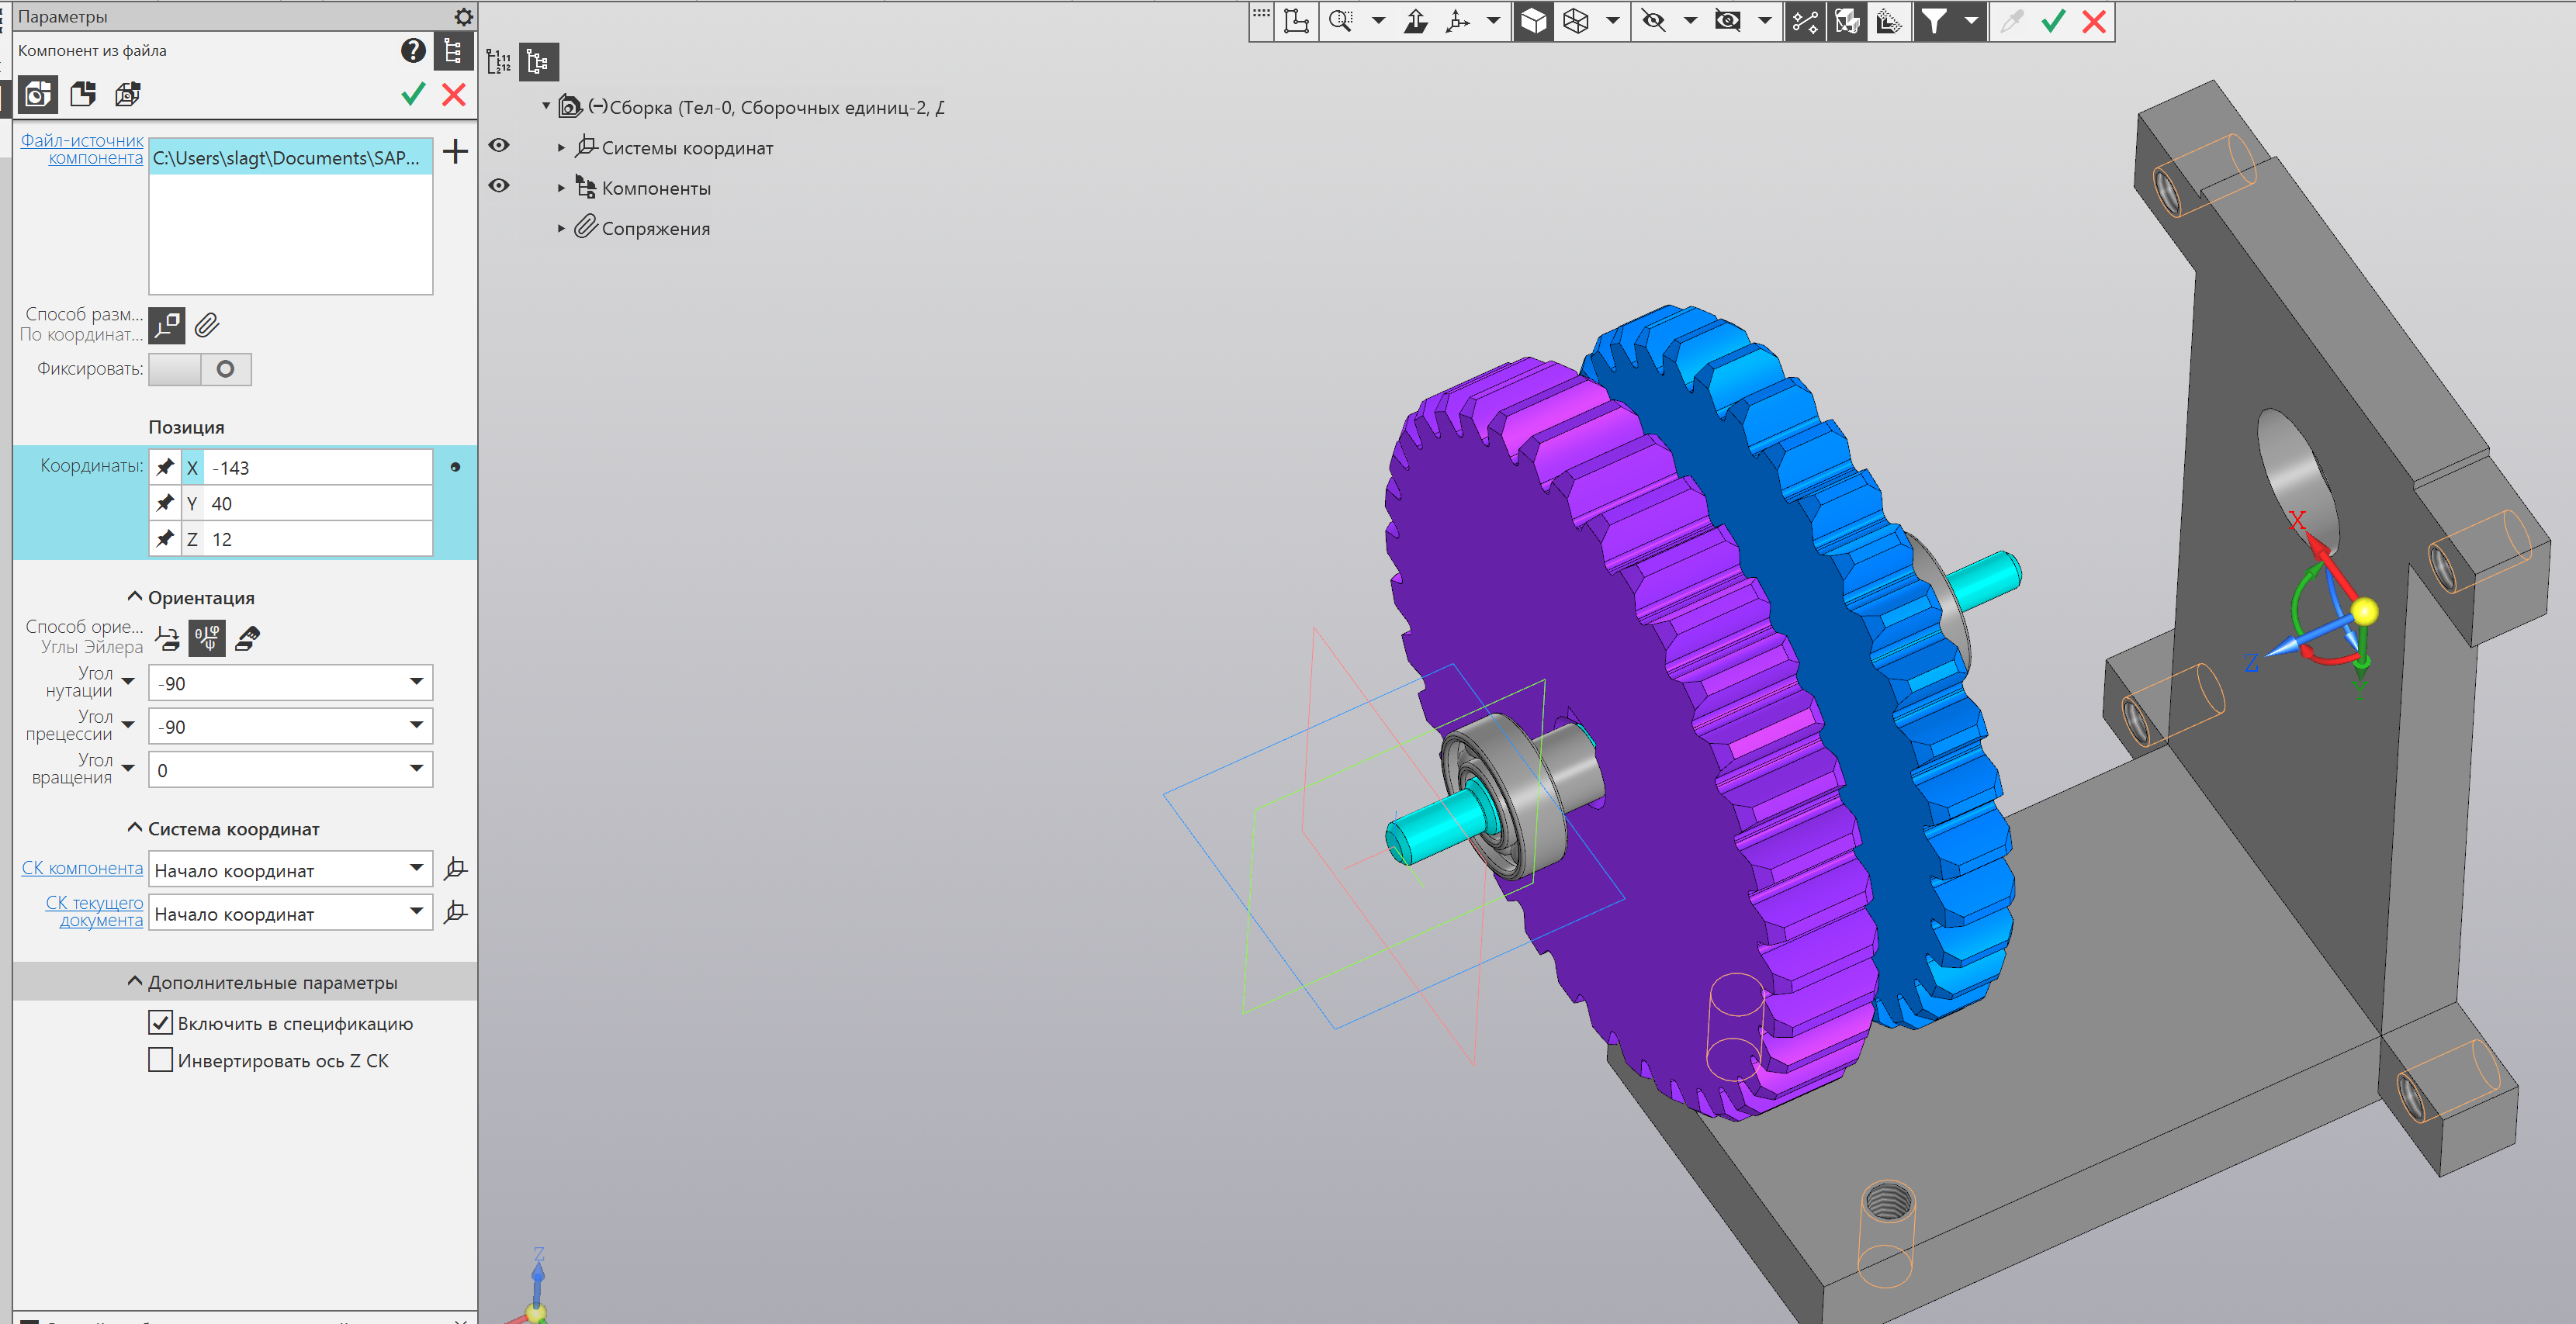 Параметры
Компонент из файла
Файл-источник
компонента
C:\Users\slagt\Documents\SAP...
Способ разм...
По координат...
Фиксировать:
Позиция
Координаты:
X -143
Y 40
Z 12
Ориентация
Способ орие...
Углы Эйлера
Угол
нутации
-90
Угол
прецессии
-90
Угол
вращения
0
Система координат
СК компонента
Начало координат
СК текущего
документа
Начало координат
Дополнительные параметры
Включить в спецификацию
Инвертировать ось Z СК
(−)Сборка (Тел-0, Сборочных единиц-2, Д
Системы координат
Компоненты
Сопряжения
X
Z
Y
Z